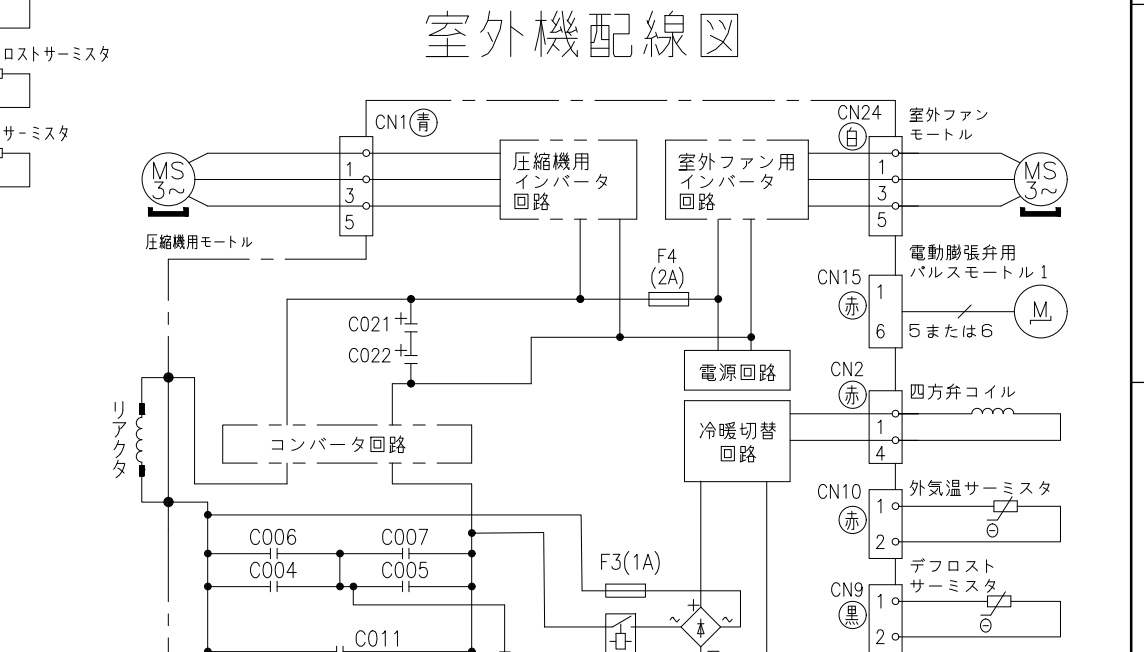 室外機配線図
ロストサーミスタ
サーミスタ
CN1 青
1
3
5
MS
3~
圧縮機用モートル
圧縮機用
インバータ
回路
室外ファン用
インバータ
回路
CN24
白
1
3
5
室外ファン
モートル
MS
3~
F4
(2A)
電動膨張弁用
パルスモートル1
CN15
赤
1
6
5または6
M
C021
+
C022
+
電源回路
CN2
赤
1
4
四方弁コイル
リアクタ
コンバータ回路
冷暖切替
回路
CN10
赤
1
2
外気温サーミスタ
Θ
C006
C007
C004
C005
F3(1A)
デフロスト
サーミスタ
CN9
黒
1
2
Θ
+
~
~
C011